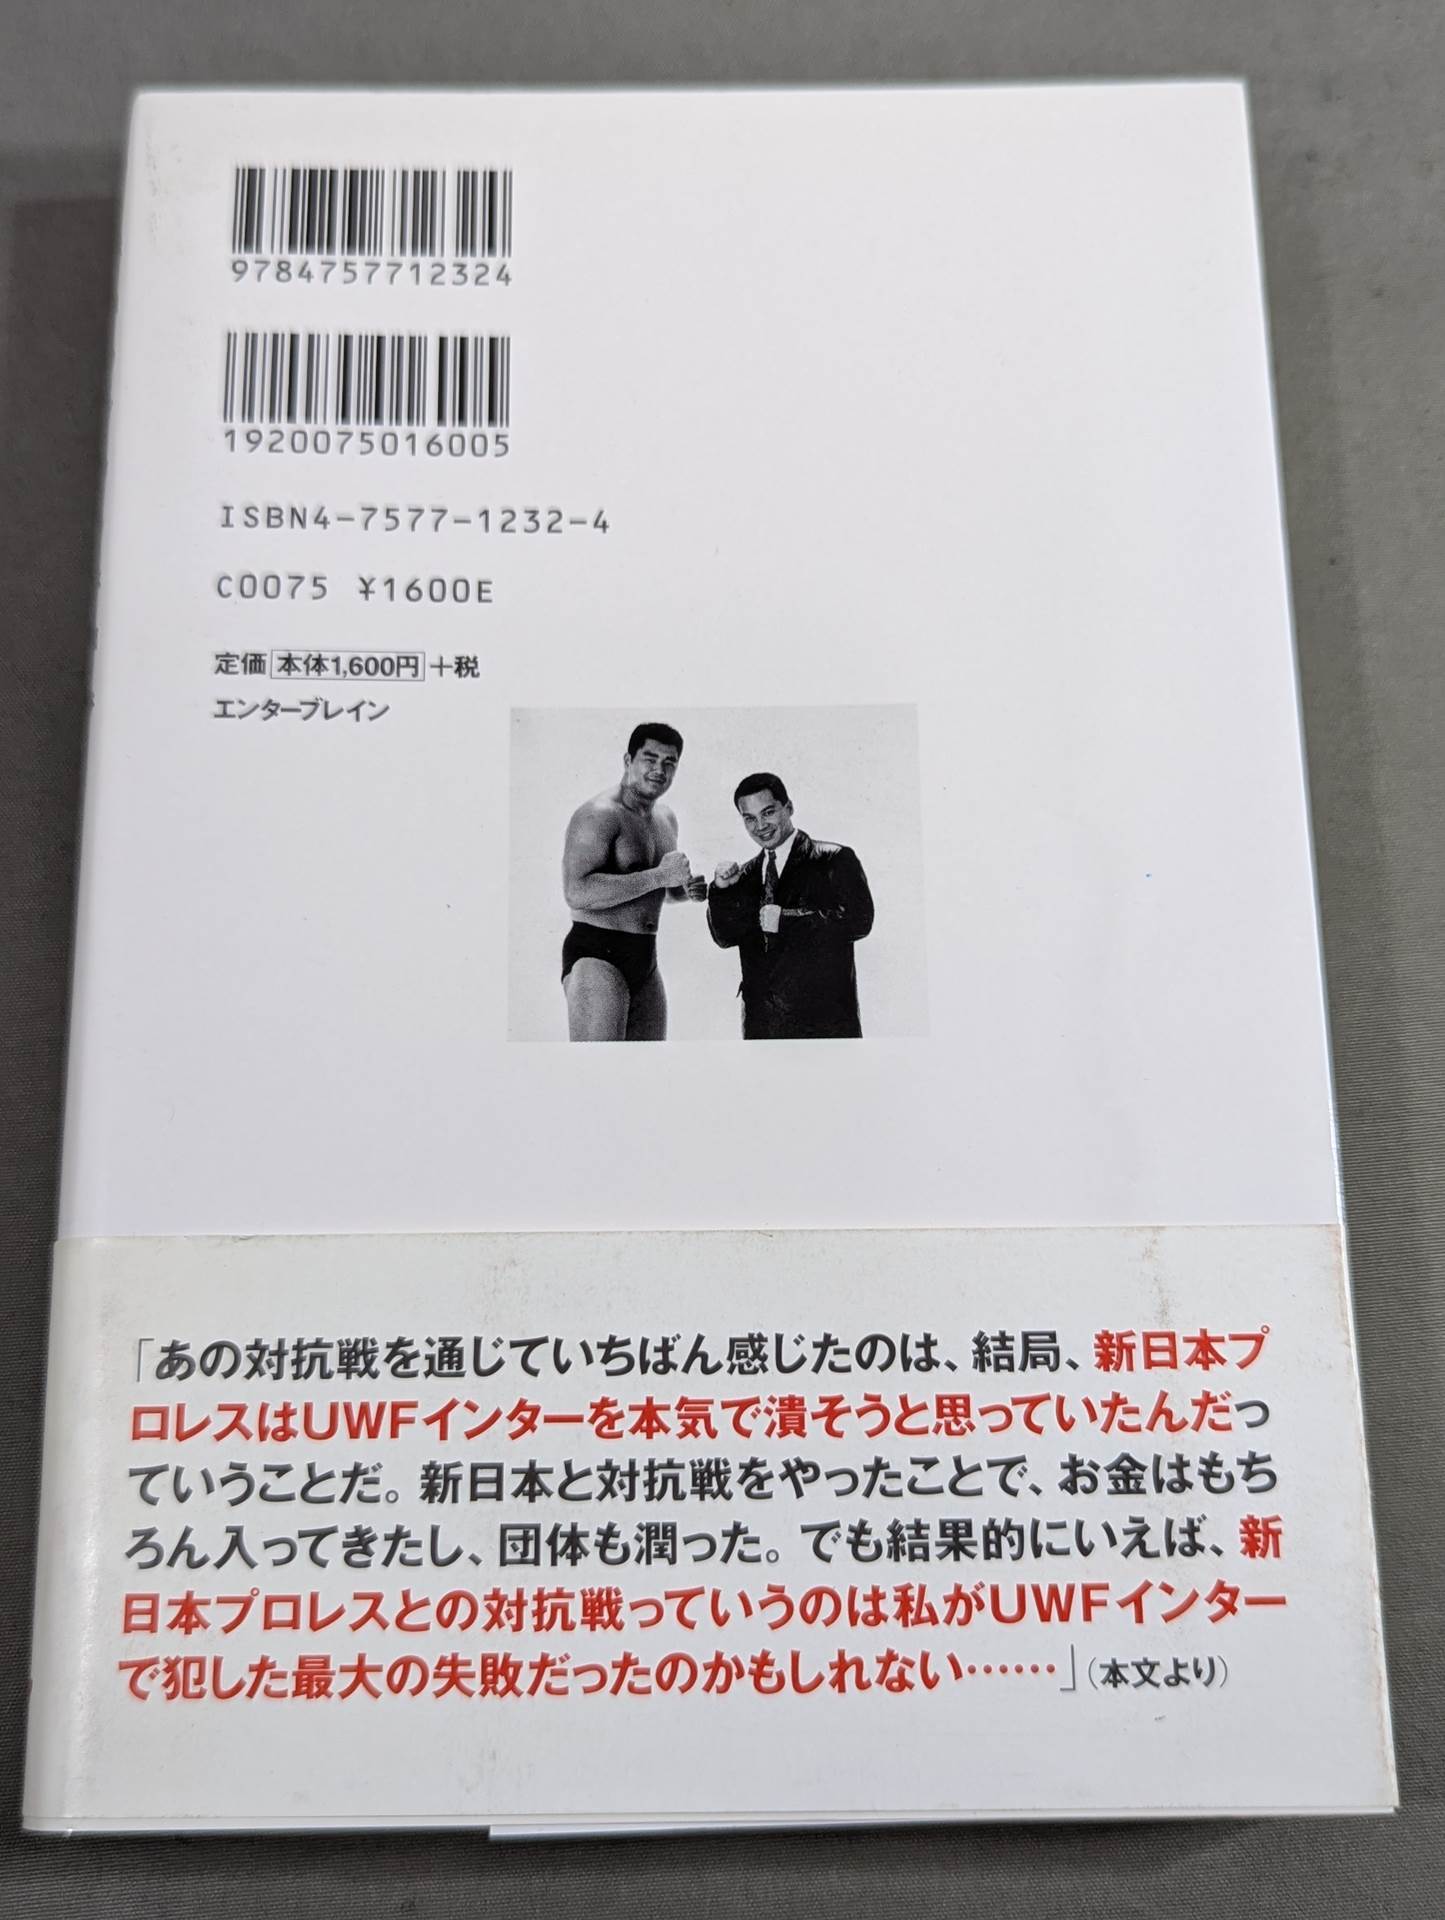 9784757712324
1920075016005
ISBN4-7577-1232-4
C0075 ¥1600E
定価 本体1,600円 +税
エンターブレイン
「あの対抗戦を通じていちばん感じたのは、結局、新日本プ
ロレスはUWFインターを本気で潰そうと思っていたんだっ
ていうことだ。新日本と対抗戦をやったことで、お金はもち
ろん入ってきたし、団体も潤った。でも結果的にいえば、新
日本プロレスとの対抗戦っていうのは私がUWFインター
で犯した最大の失敗だったのかもしれない……」(本文より)